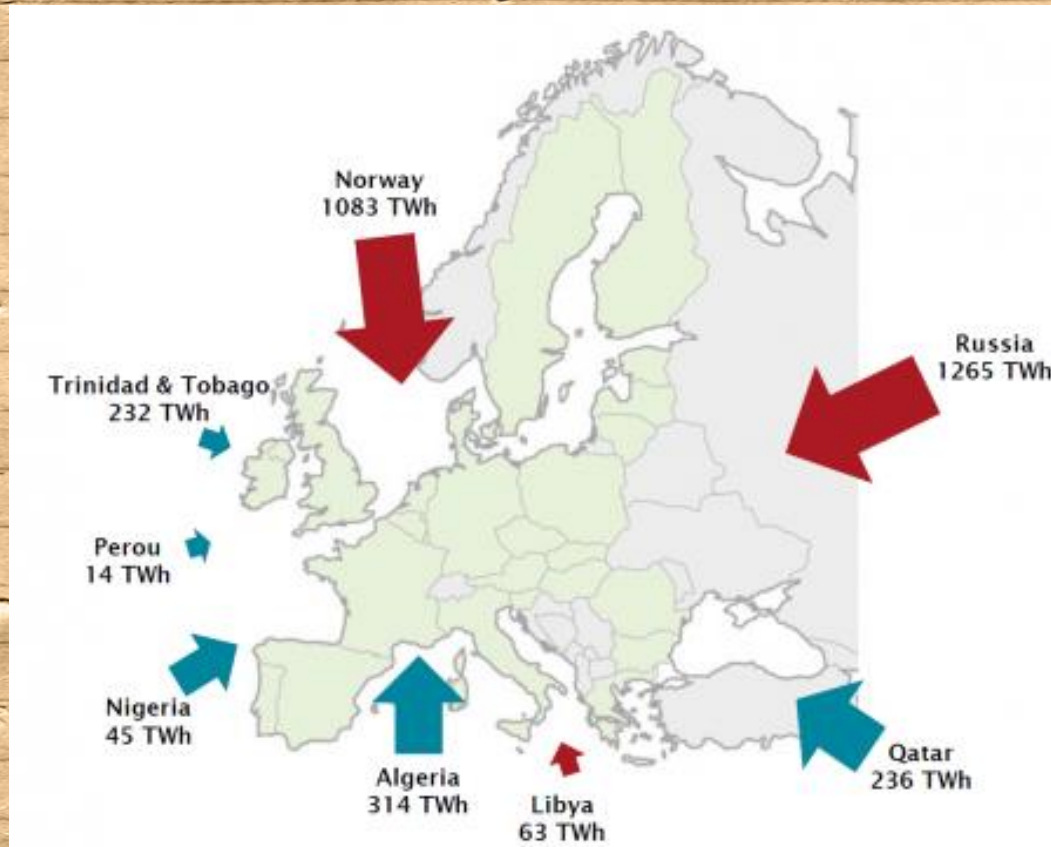 Norway
1083 TWh
Russia
1265 TWh
Trinidad & Tobago
232 TWh
Perou
14 TWh
Nigeria
45 TWh
Algeria
314 TWh
Libya
63 TWh
Qatar
236 TWh